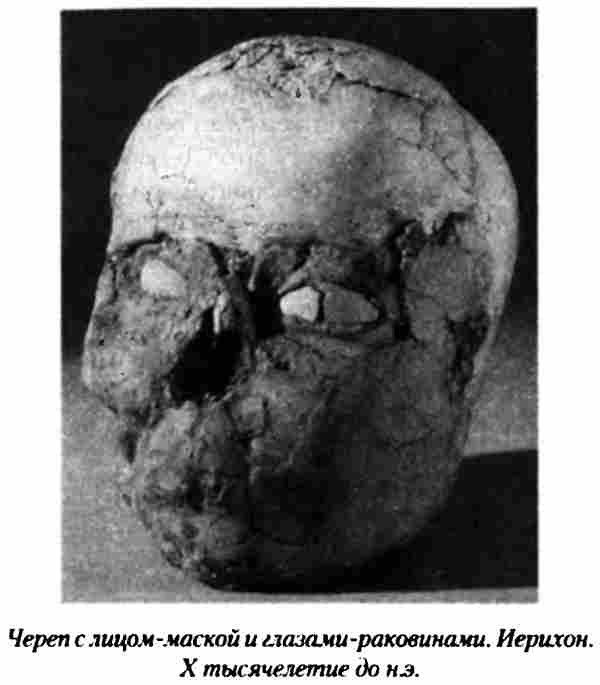 Череп с лицом-маской и глазами-раковинами. Иерихон.
X тысячелетие до н.э.